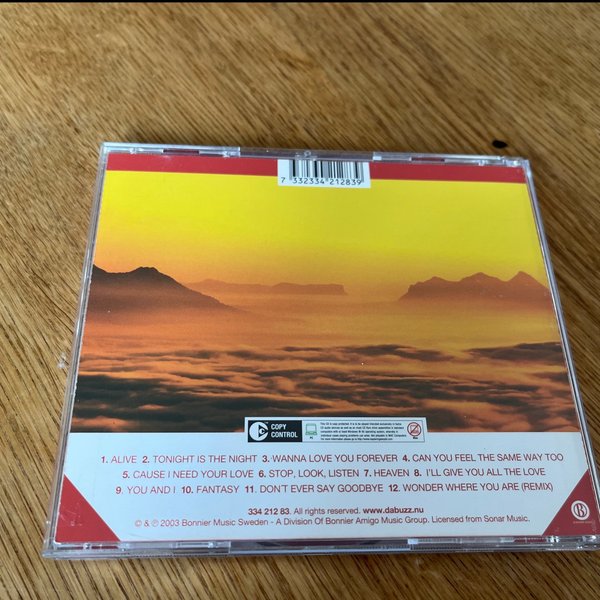 7 332334 212839
COPY CONTROL
PC
1. ALIVE 2. TONIGHT IS THE NIGHT 3. WANNA LOVE YOU FOREVER 4. CAN YOU FEEL THE SAME WAY TOO
5. CAUSE I NEED YOUR LOVE 6. STOP, LOOK, LISTEN 7. HEAVEN 8. I'LL GIVE YOU ALL THE LOVE
9. YOU AND I 10. FANTASY 11. DON'T EVER SAY GOODBYE 12. WONDER WHERE YOU ARE (REMIX)
334 212 83. All rights reserved. www.dabuzz.nu
© & ℗ 2003 Bonnier Music Sweden - A Division Of Bonnier Amigo Music Group. Licensed from Sonar Music.
B